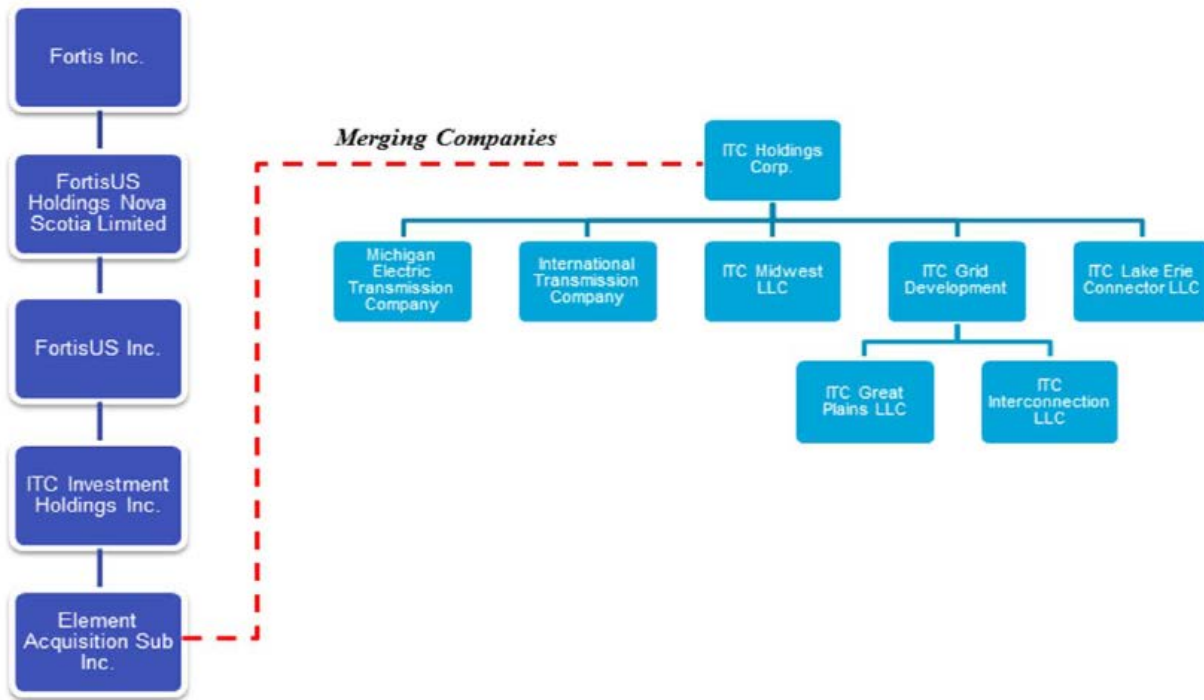 Fortis Inc.
FortisUS
Holdings Nova
Scotia Limited
FortisUS Inc.
ITC Investment
Holdings Inc.
Element
Acquisition Sub
Inc.
Merging Companies
ITC Holdings
Corp.
Michigan
Electric
Transmission
Company
International
Transmission
Company
ITC Midwest
LLC
ITC Grid
Development
ITC Lake Erie
Connector LLC
ITC Great
Plains LLC
ITC
Interconnection
LLC